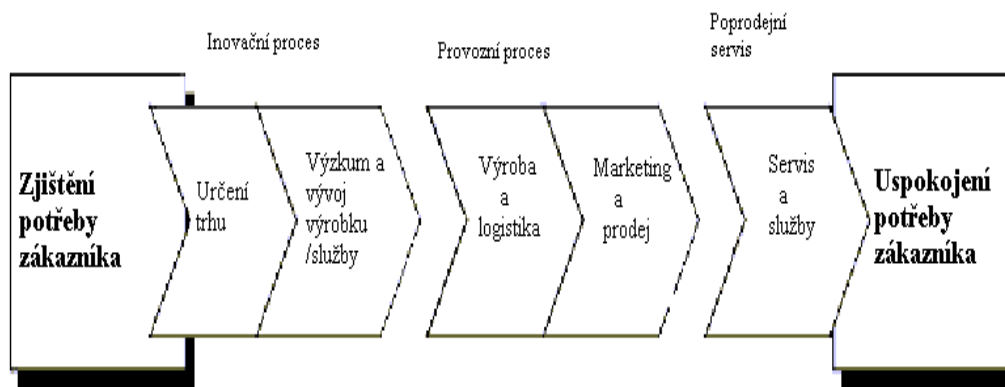 Inovační proces
Provozní proces
Poprodejní
servis
Zjištění
potřeby
zákazníka
Určení
trhu
Výzkum a
vývoj
výrobku
/služby
Výroba
a
logistika
Marketing
a
prodej
Servis
a
služby
Uspokojení
potřeby
zákazníka